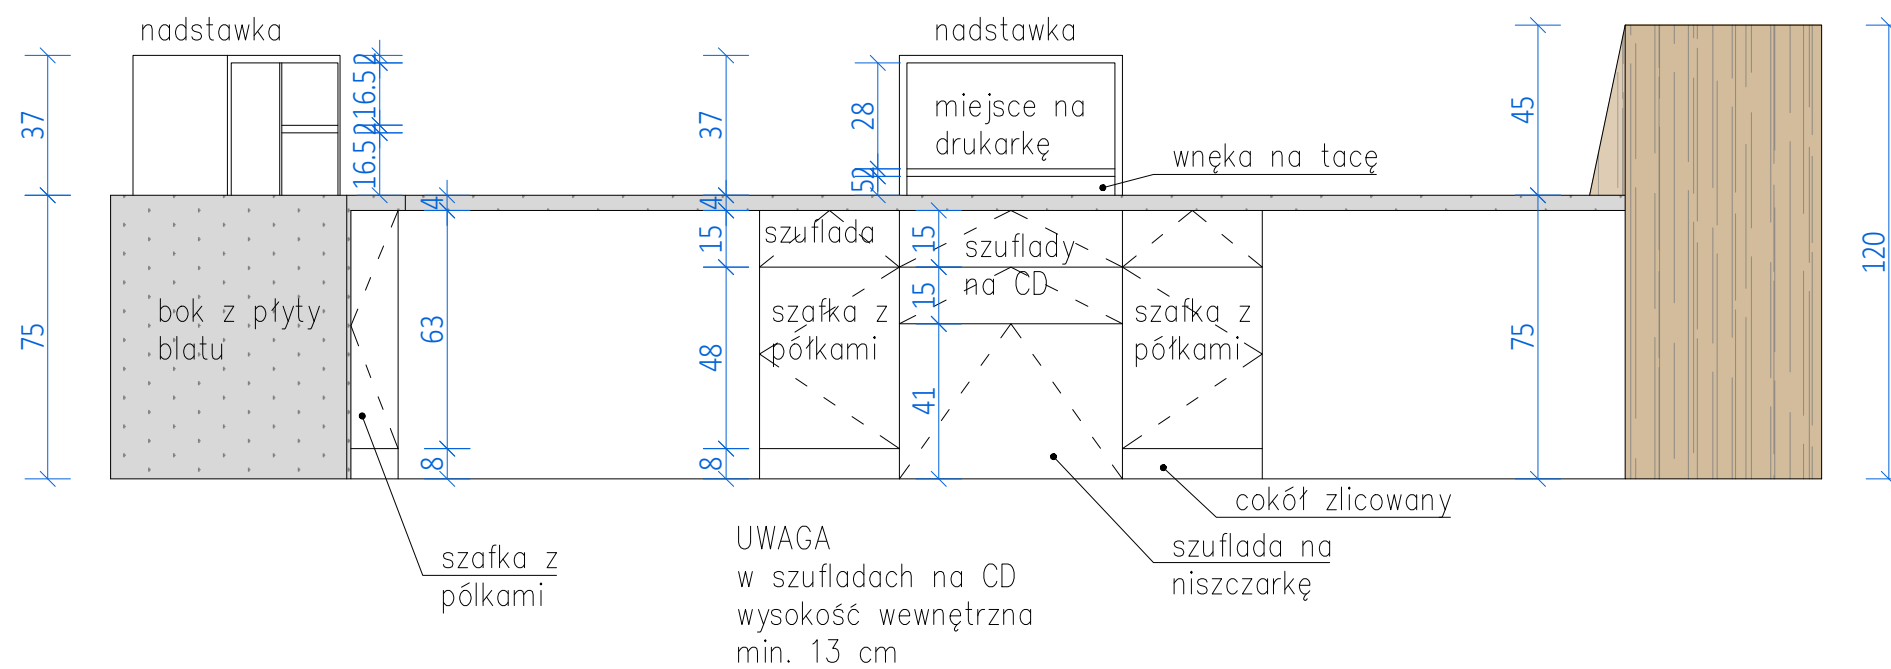 nadstawka
nadstawka
37
2
16.5
2
16.5
37
28
2
5
miejsce na
drukarkę
wnęka na tacę
45
120
75
bok z płyty
blatu
4
63
8
4
15
48
8
szuflada
szafka z
półkami
15
15
41
szuflady
na CD
szafka z
półkami
75
cokół zlicowany
szuflada na
niszczarkę
szafka z
pólkami
UWAGA
w szufladach na CD
wysokość wewnętrzna
min. 13 cm